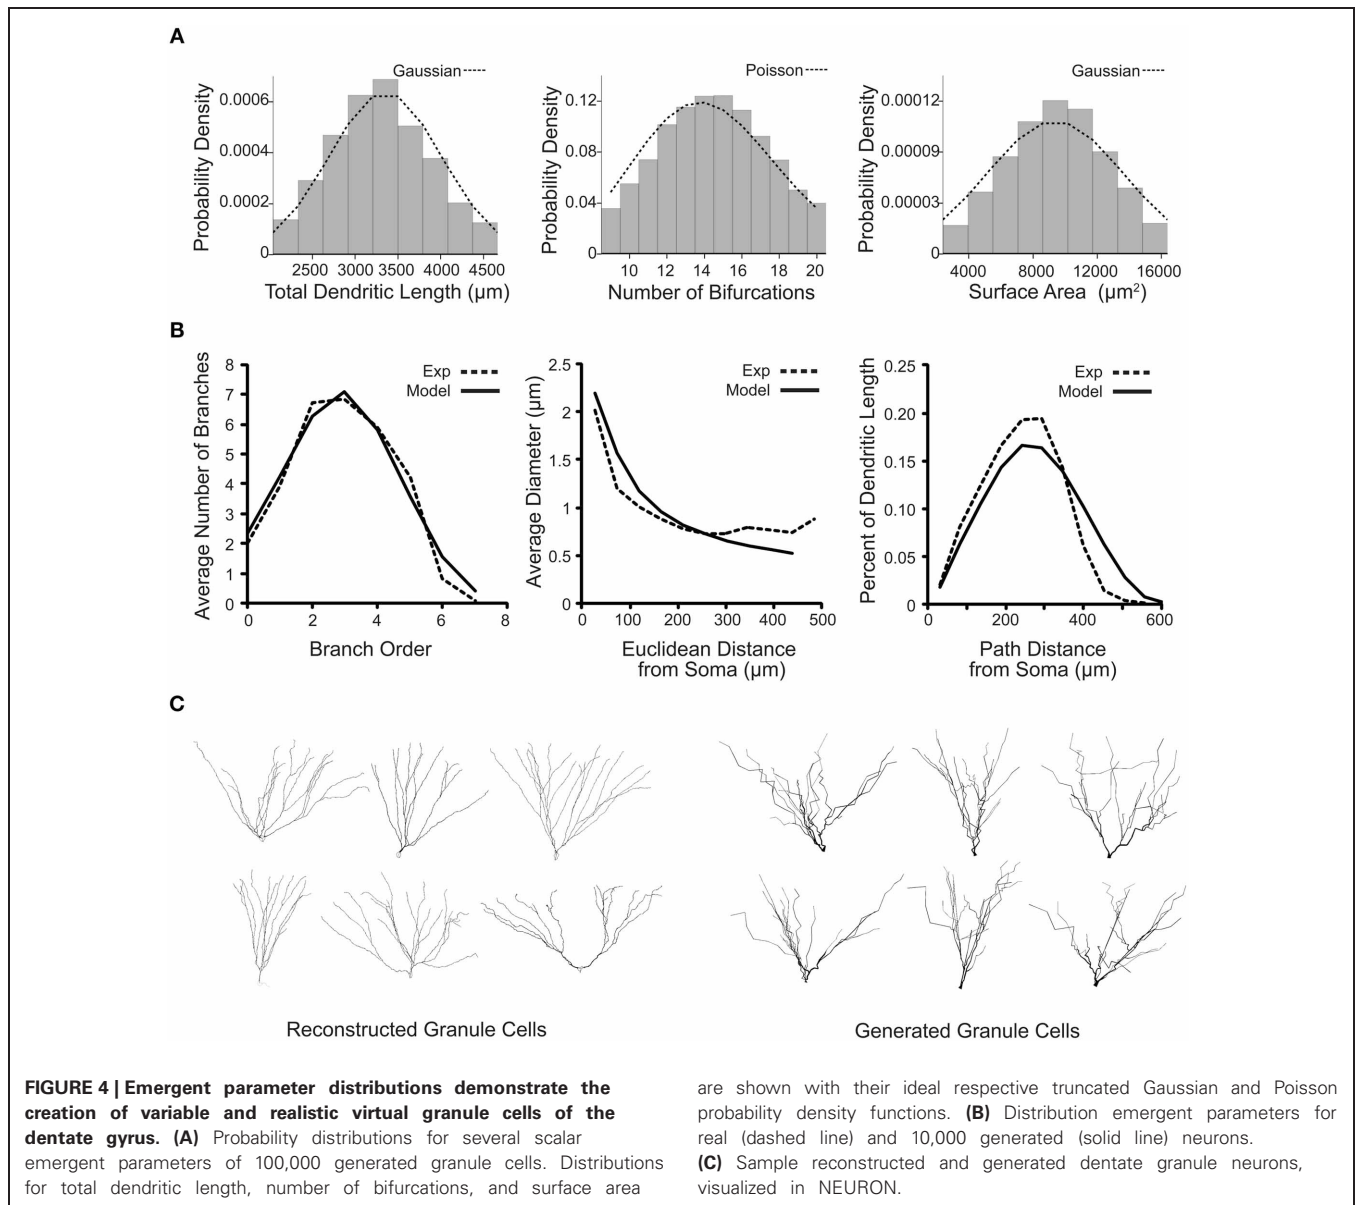 A
Gaussian
Probability Density
0.0006
0.0004
0.0002
0
2500 3000 3500 4000 4500
Total Dendritic Length (µm)
Poisson
Probability Density
0.12
0.08
0.04
0
10 12 14 16 18 20
Number of Bifurcations
Gaussian
Probability Density
0.00012
0.00009
0.00003
0
4000 8000 12000 16000
Surface Area (µm²)
B
Exp
Model
Average Number of Branches
8
7
6
5
4
3
2
1
0
0 2 4 6 8
Branch Order
Exp
Model
Average Diameter (µm)
2.5
2
1.5
1
0.5
0
0 100 200 300 400 500
Euclidean Distance
from Soma (µm)
Exp
Model
Percent of Dendritic Length
0.25
0.20
0.15
0.10
0.05
0
0 200 400 600
Path Distance
from Soma (µm)
C
Reconstructed Granule Cells
Generated Granule Cells
FIGURE 4 | Emergent parameter distributions demonstrate the
creation of variable and realistic virtual granule cells of the
dentate gyrus. (A) Probability distributions for several scalar
emergent parameters of 100,000 generated granule cells. Distributions
for total dendritic length, number of bifurcations, and surface area
are shown with their ideal respective truncated Gaussian and Poisson
probability density functions. (B) Distribution emergent parameters for
real (dashed line) and 10,000 generated (solid line) neurons.
(C) Sample reconstructed and generated dentate granule neurons,
visualized in NEURON.